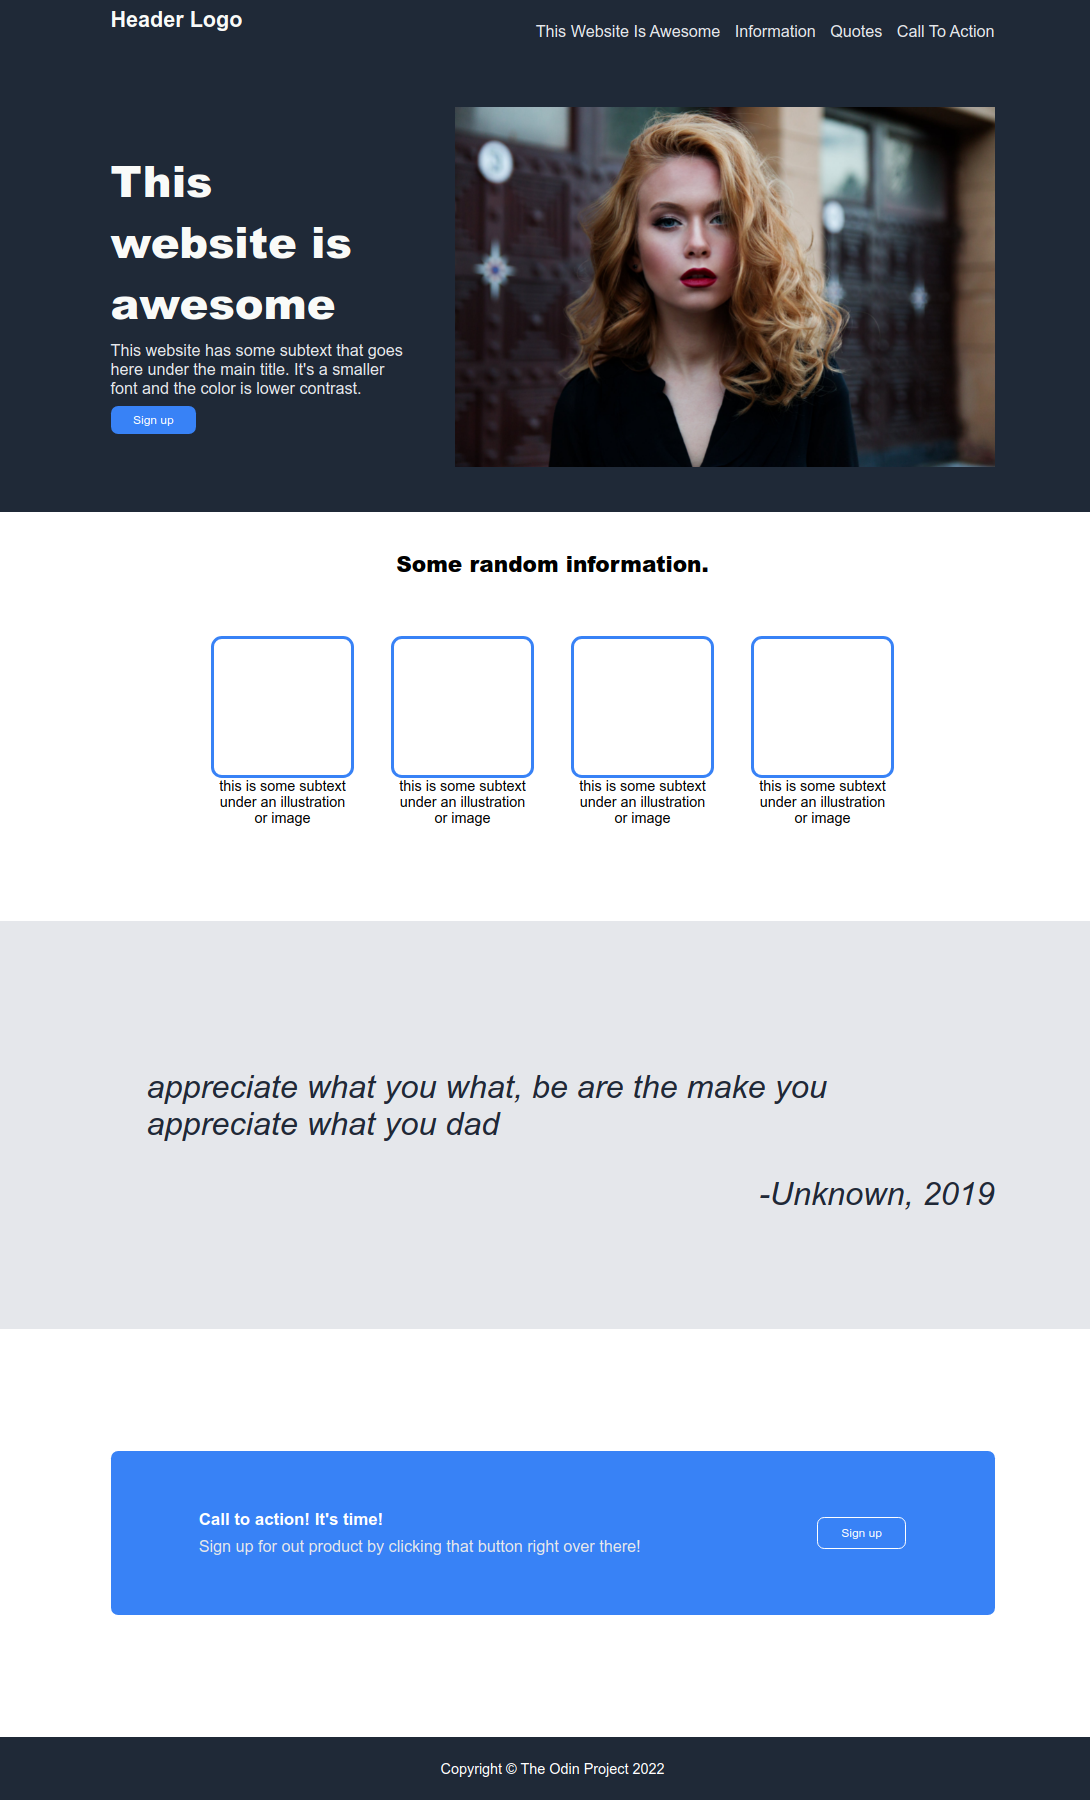 Header Logo
This Website Is Awesome Information Quotes Call To Action
This
website is
awesome
This website has some subtext that goes
here under the main title. It's a smaller
font and the color is lower contrast.
Sign up
Some random information.
this is some subtext
under an illustration
or image
this is some subtext
under an illustration
or image
this is some subtext
under an illustration
or image
this is some subtext
under an illustration
or image
appreciate what you what, be are the make you
appreciate what you dad
-Unknown, 2019
Call to action! It's time!
Sign up for out product by clicking that button right over there!
Sign up
Copyright © The Odin Project 2022